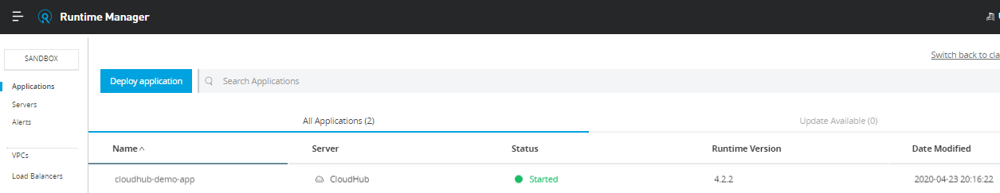 Runtime Manager
SANDBOX
Applications
Servers
Alerts
VPCs
Load Balancers
Switch back to cla
Deploy application
Search Applications
All Applications (2)
Update Available (0)
Name Server Status Runtime Version Date Modified
cloudhub-demo-app CloudHub Started 4.2.2 2020-04-23 20:16:22